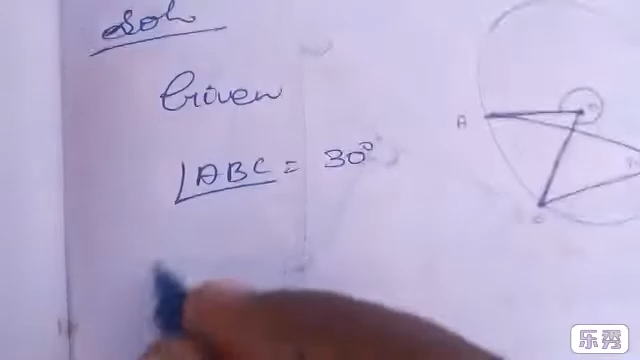 Soln
Given
∠ABC = 30°
A
乐秀